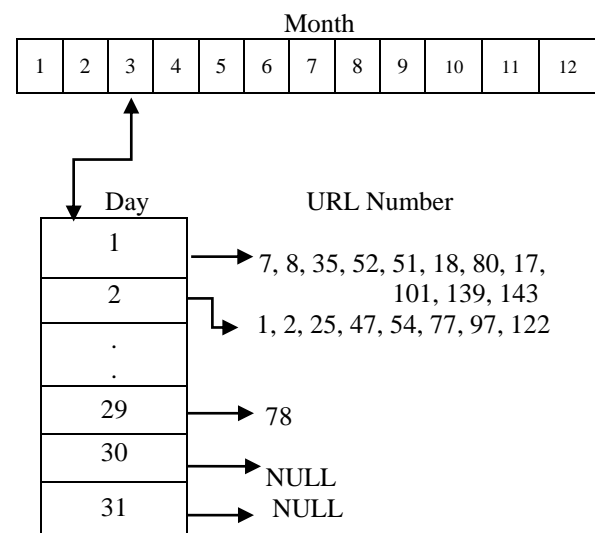 Month
1 2 3 4 5 6 7 8 9 10 11 12
Day URL Number
1
7, 8, 35, 52, 51, 18, 80, 17,
101, 139, 143
2
1, 2, 25, 47, 54, 77, 97, 122
.
.
29 78
30 NULL
31 NULL